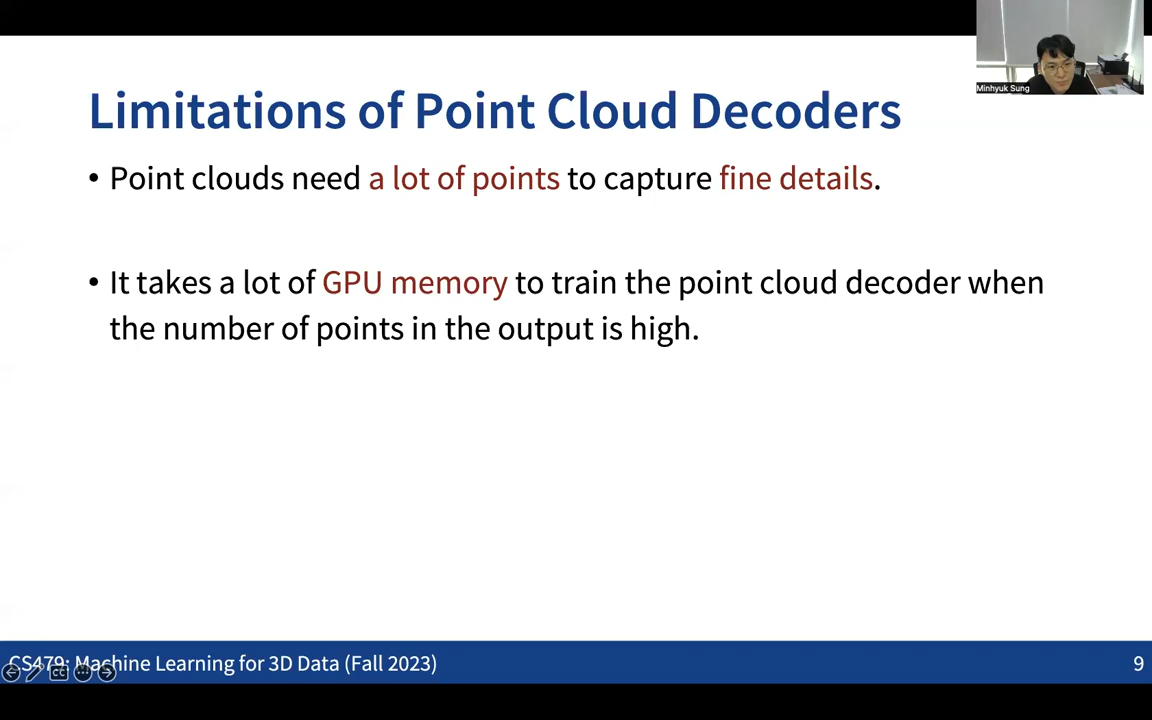 Minhyuk Sung
Limitations of Point Cloud Decoders
• Point clouds need a lot of points to capture fine details.
• It takes a lot of GPU memory to train the point cloud decoder when
the number of points in the output is high.
CS479: Machine Learning for 3D Data (Fall 2023)
9